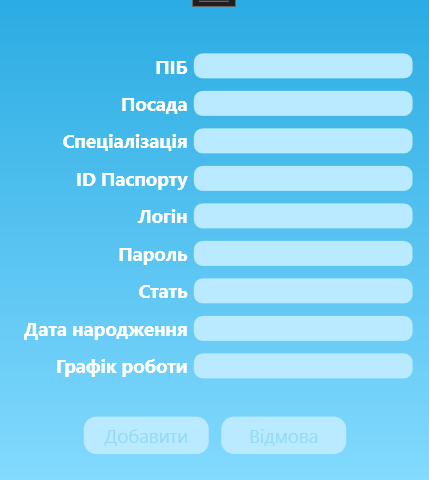 ПІБ
Посада
Спеціалізація
ID Паспорту
Логін
Пароль
Стать
Дата народження
Графік роботи
Добавити Відмова